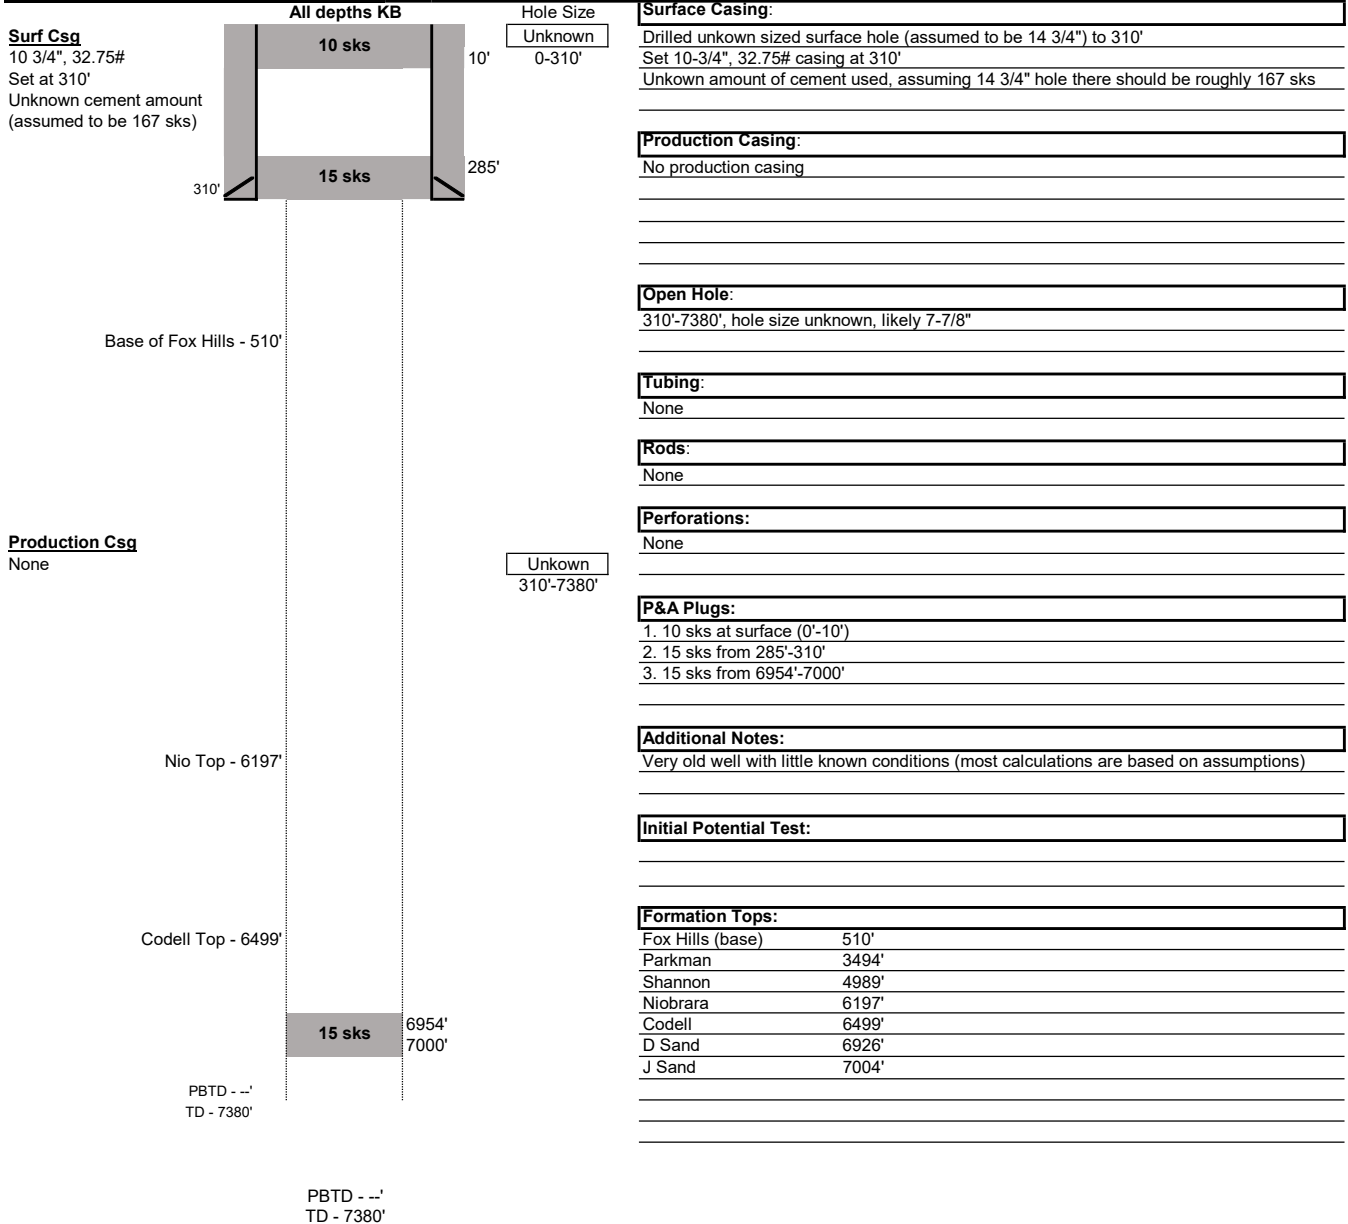 All depths KB
Hole Size
Surf Csg
10 3/4", 32.75#
Set at 310'
Unknown cement amount
(assumed to be 167 sks)
10 sks
10'
Unknown
0-310'
15 sks
285'
310'
Base of Fox Hills - 510'
Production Csg
None
Unkown
310'-7380'
Nio Top - 6197'
Codell Top - 6499'
15 sks
6954'
7000'
PBTD - --'
TD - 7380'
PBTD - --'
TD - 7380'
Surface Casing:
Drilled unkown sized surface hole (assumed to be 14 3/4") to 310'
Set 10-3/4", 32.75# casing at 310'
Unkown amount of cement used, assuming 14 3/4" hole there should be roughly 167 sks
Production Casing:
No production casing
Open Hole:
310'-7380', hole size unknown, likely 7-7/8"
Tubing:
None
Rods:
None
Perforations:
None
P&A Plugs:
1. 10 sks at surface (0'-10')
2. 15 sks from 285'-310'
3. 15 sks from 6954'-7000'
Additional Notes:
Very old well with little known conditions (most calculations are based on assumptions)
Initial Potential Test:
Formation Tops:
Fox Hills (base) 510'
Parkman 3494'
Shannon 4989'
Niobrara 6197'
Codell 6499'
D Sand 6926'
J Sand 7004'